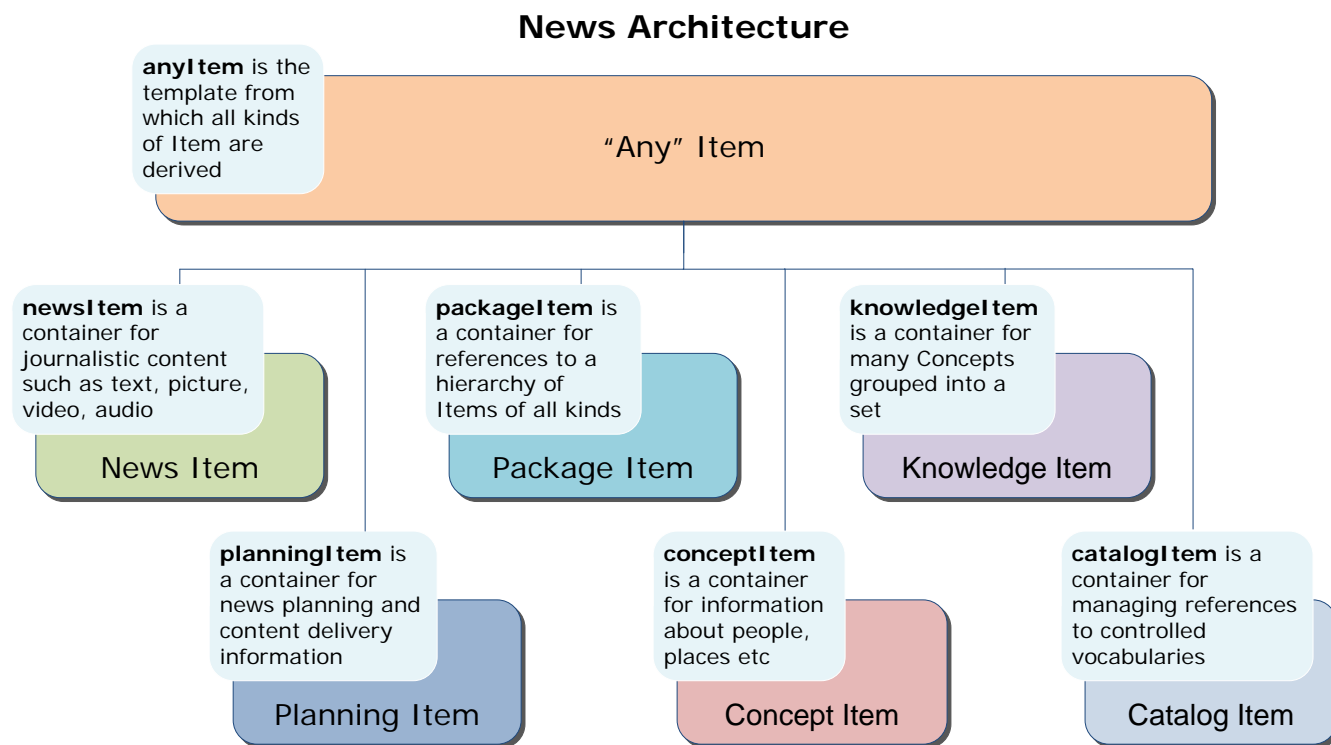 News Architecture
anyItem is the
template from
which all kinds
of Item are
derived
“Any” Item
newsItem is a
container for
journalistic content
such as text, picture,
video, audio
News Item
packageItem is
a container for
references to a
hierarchy of
Items of all kinds
Package Item
knowledgeItem
is a container for
many Concepts
grouped into a
set
Knowledge Item
planningItem is
a container for
news planning and
content delivery
information
Planning Item
conceptItem
is a container
for information
about people,
places etc
Concept Item
catalogItem is a
container for
managing references
to controlled
vocabularies
Catalog Item